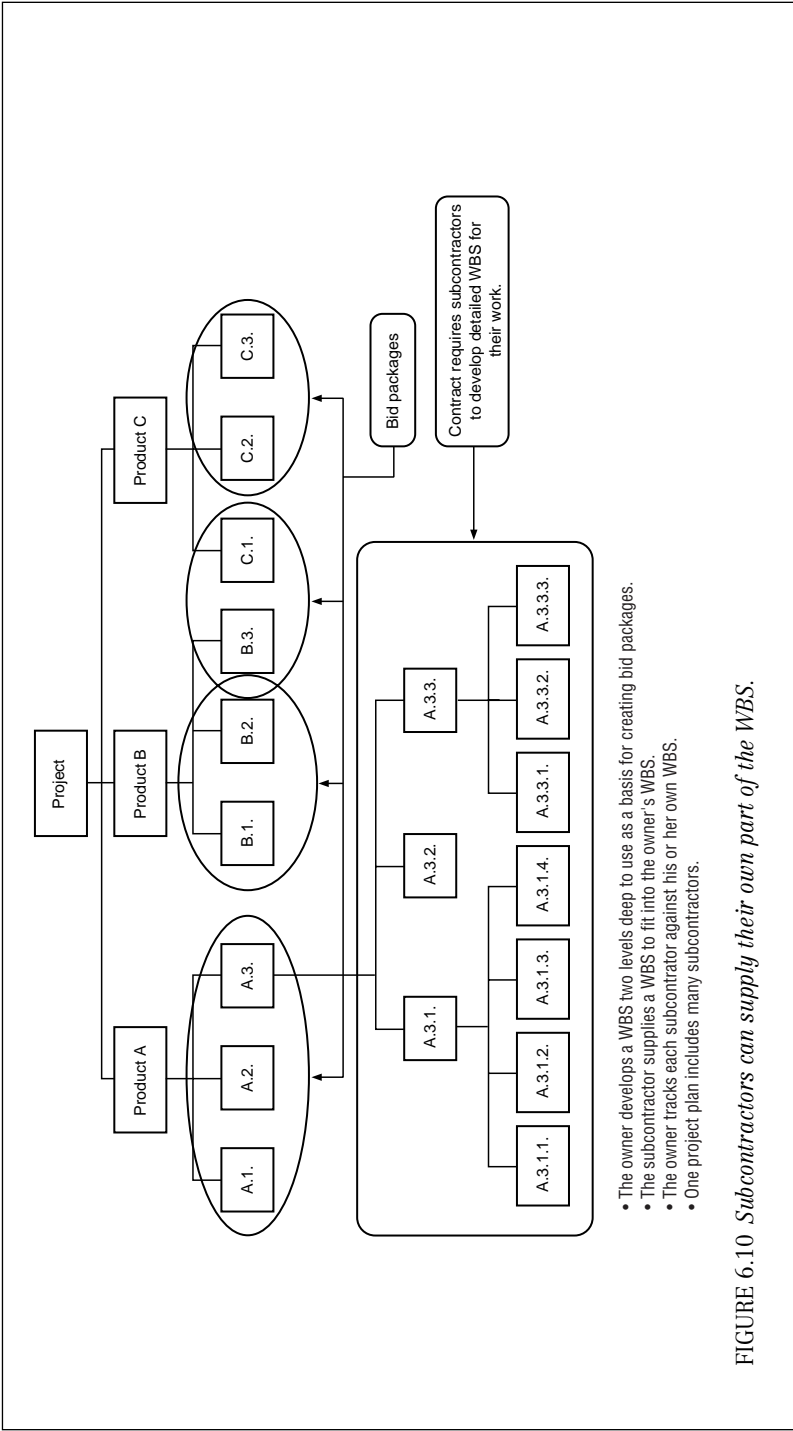 Project
Product A
Product B
Product C
A.1.
A.2.
A.3.
B.1.
B.2.
B.3.
C.1.
C.2.
C.3.
Bid packages
A.3.1.
A.3.2.
A.3.3.
A.3.1.1.
A.3.1.2.
A.3.1.3.
A.3.1.4.
A.3.3.1.
A.3.3.2.
A.3.3.3.
Contract requires subcontractors
to develop detailed WBS for
their work.
• The owner develops a WBS two levels deep to use as a basis for creating bid packages.
• The subcontractor supplies a WBS to fit into the owner's WBS.
• The owner tracks each subcontrator against his or her own WBS.
• One project plan includes many subcontractors.
FIGURE 6.10 Subcontractors can supply their own part of the WBS.